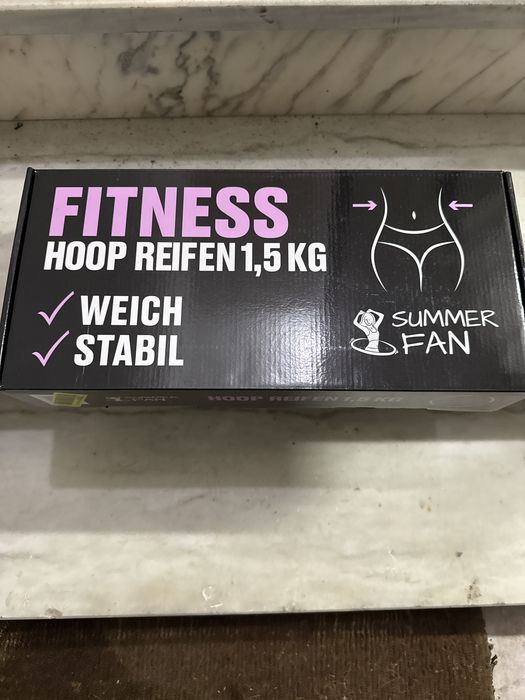 FITNESS
HOOP REIFEN 1,5 KG
WEICH
STABIL
SUMMER
FAN
HOOP REIFEN 1,5 KG